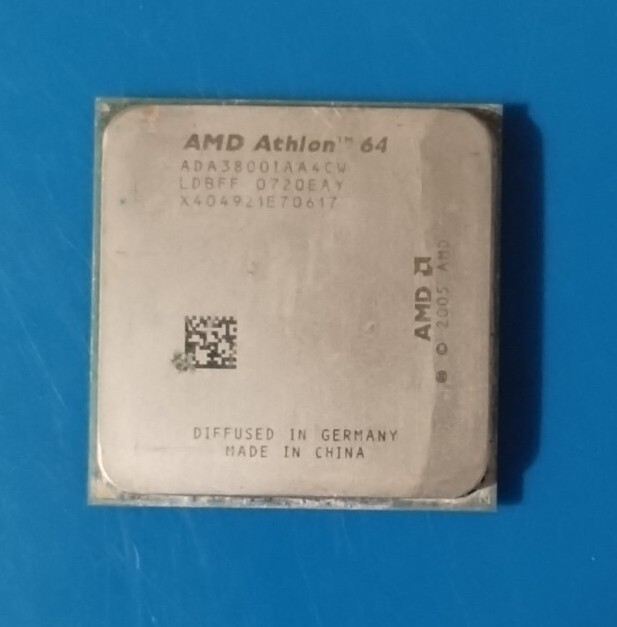 AMD Athlon™ 64
ADA3800IAA4CW
LDBFF 0720EAY
X404921E70617
AMD
© 2005 AMD
DIFFUSED IN GERMANY
MADE IN CHINA